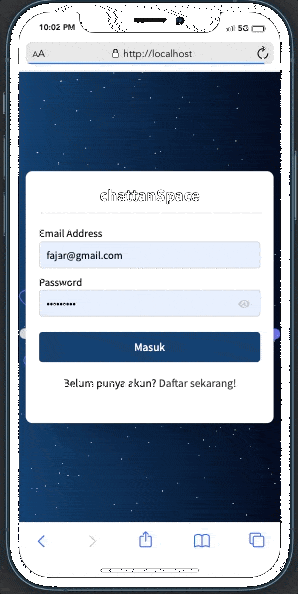 10:02 PM
5G
AA
http://localhost
chattanSpace
Email Address
fajar@gmail.com
Password
•••••••••
Masuk
Belum punya akun? Daftar sekarang!